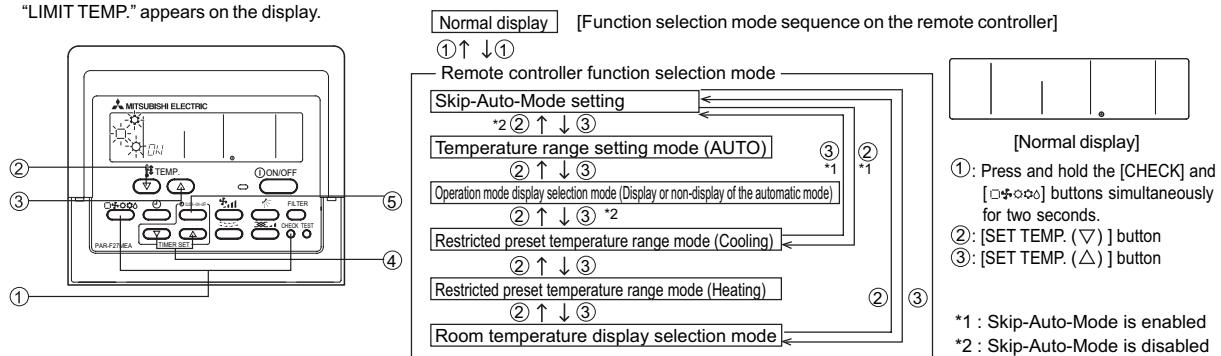 “LIMIT TEMP.” appears on the display.
MITSUBISHI ELECTRIC
ON
TEMP.
ON/OFF
FILTER
CHECK TEST
PAR-F27MEA
TIMER SET
②
③
①
⑤
④
Normal display
[Function selection mode sequence on the remote controller]
①↑ ↓①
Remote controller function selection mode
Skip-Auto-Mode setting
*2 ② ↑ ↓ ③
Temperature range setting mode (AUTO)
② ↑ ↓ ③
Operation mode display selection mode (Display or non-display of the automatic mode)
② ↑ ↓ ③ *2
Restricted preset temperature range mode (Cooling)
② ↑ ↓ ③
Restricted preset temperature range mode (Heating)
② ↑ ↓ ③
Room temperature display selection mode
③ ②
*1 *1
② ③
[Normal display]
①: Press and hold the [CHECK] and
[ ] buttons simultaneously
for two seconds.
②: [SET TEMP. (▽) ] button
③: [SET TEMP. (△) ] button
*1 : Skip-Auto-Mode is enabled
*2 : Skip-Auto-Mode is disabled